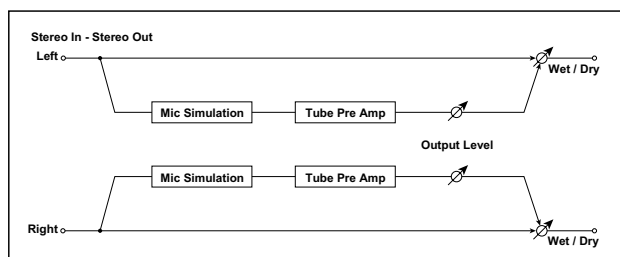 Stereo In - Stereo Out
Left
Wet / Dry
Mic Simulation
Tube Pre Amp
Output Level
Mic Simulation
Tube Pre Amp
Right
Wet / Dry